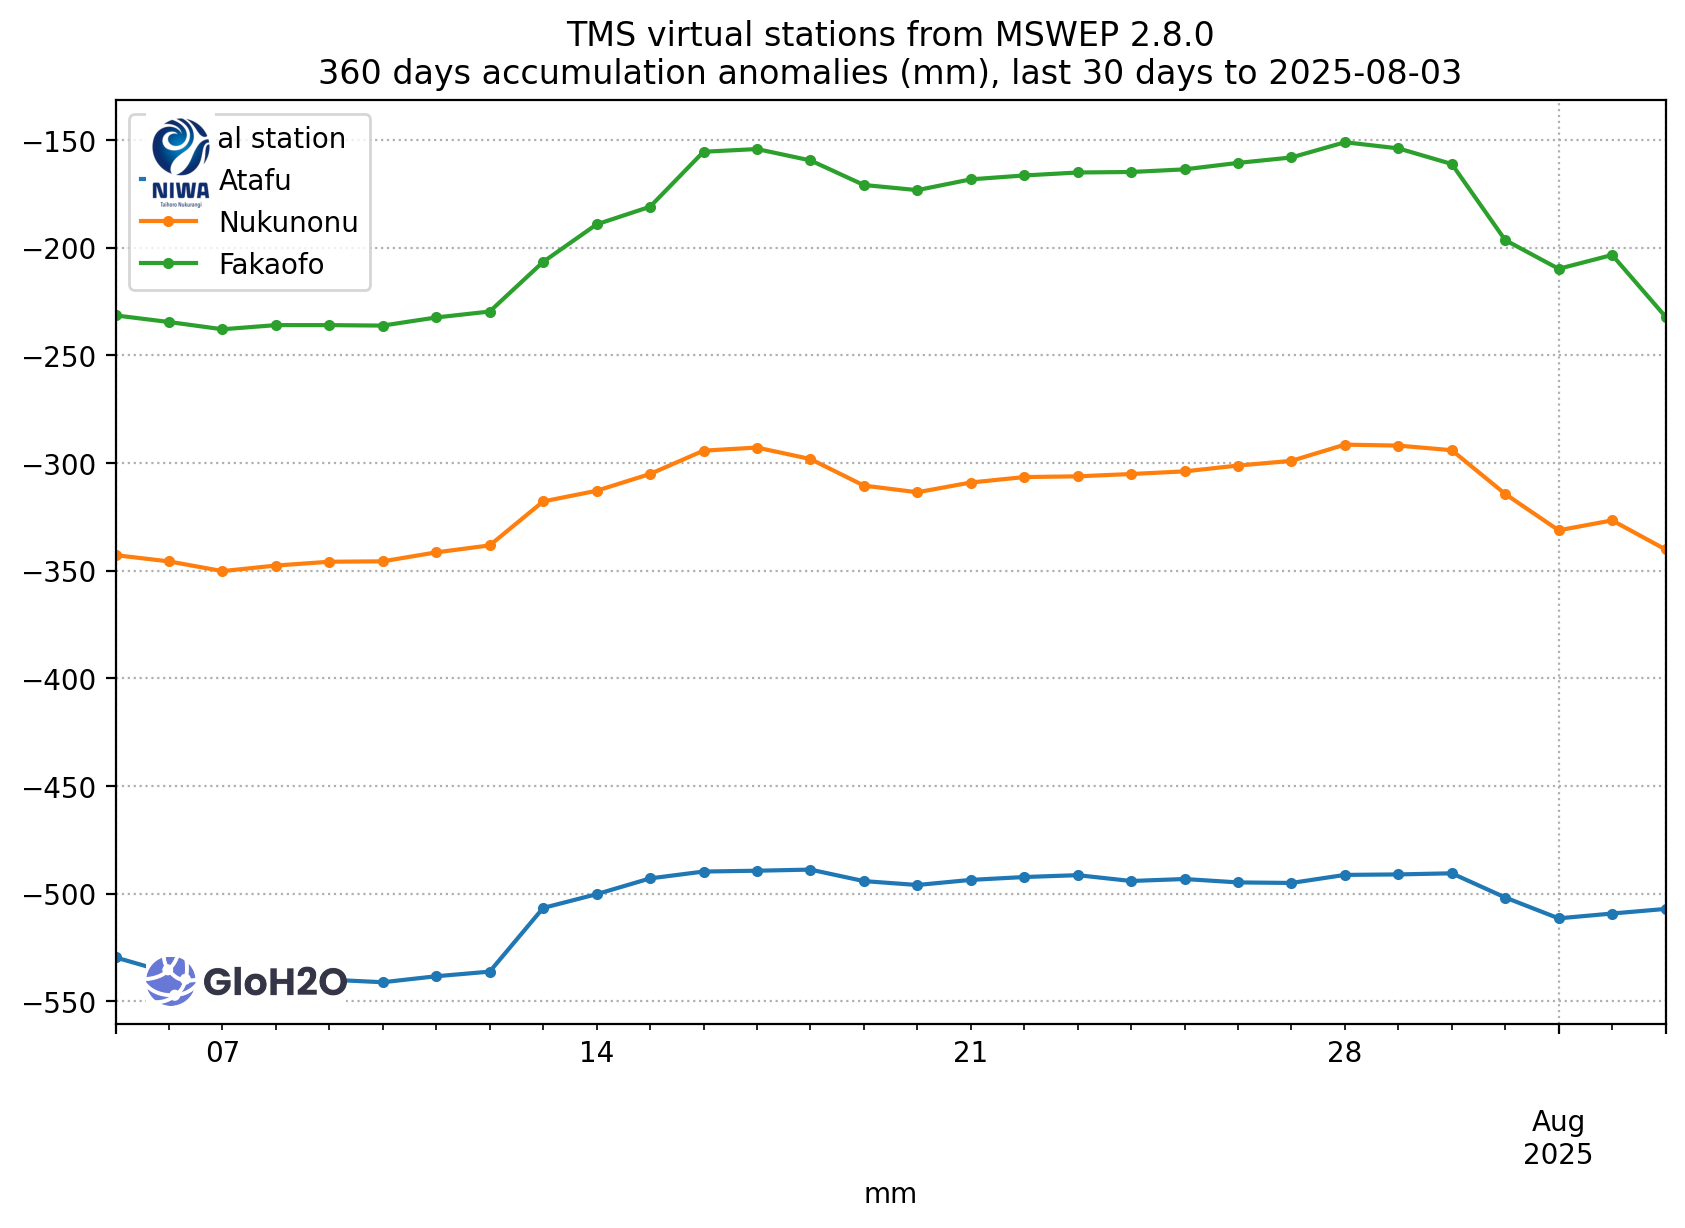 TMS virtual stations from MSWEP 2.8.0
360 days accumulation anomalies (mm), last 30 days to 2025-08-03
−150
−200
−250
−300
−350
−400
−450
−500
−550
al station
Atafu
Nukunonu
Fakaofo
NIWA
Taihoro Nukurangi
GloH2O
07
14
21
28
Aug
2025
mm